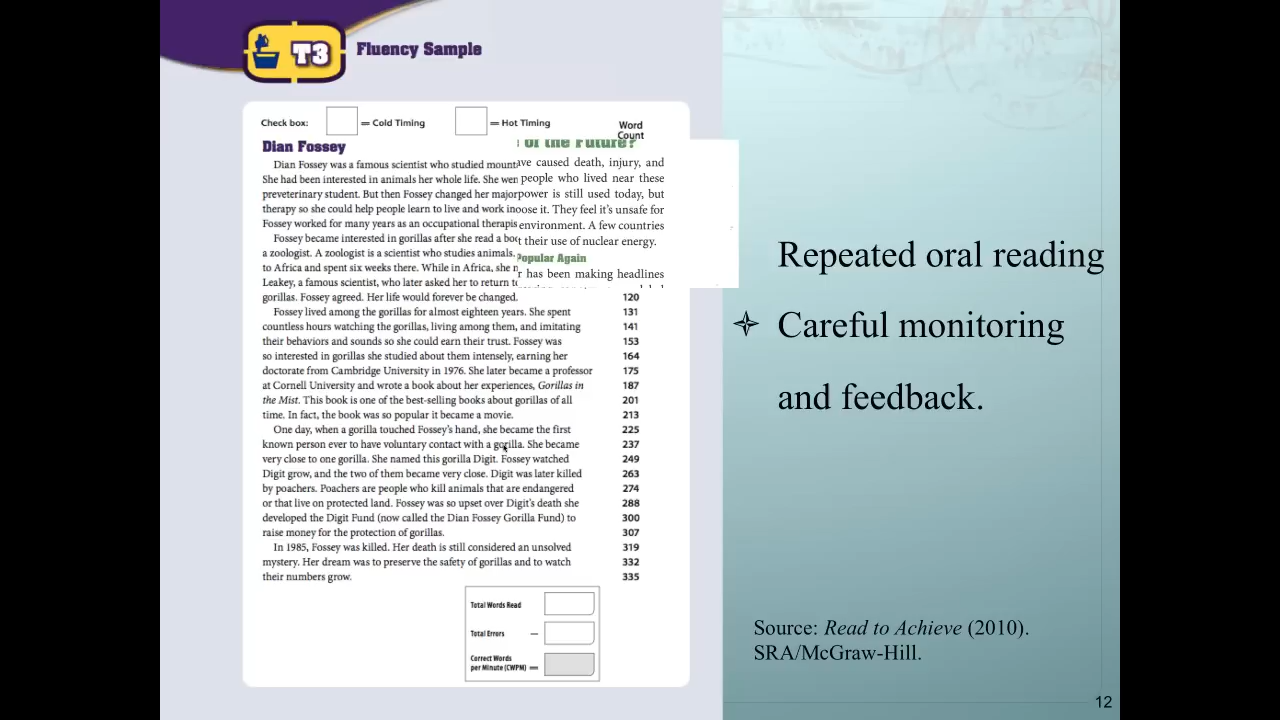 T3
Fluency Sample
Check box: = Cold Timing = Hot Timing Word
Count
Dian Fossey
Dian Fossey was a famous scientist who studied
She had been interested in animals her whole life. She
preveterinary student. But then Fossey changed her major
therapy so she could help people learn to live and work
Fossey worked for many years as an occupational
Fossey became interested in gorillas after she read a
a zoologist. A zoologist is a scientist who studies animals.
to Africa and spent six weeks there. While in Africa, she
Leakey, a famous scientist, who later asked her to return
gorillas. Fossey agreed. Her life would forever be changed. 120
Fossey lived among the gorillas for almost eighteen years. She spent 131
countless hours watching the gorillas, living among them, and imitating 141
their behaviors and sounds so she could earn their trust. Fossey was 153
so interested in gorillas she studied about them intensely, earning her 164
doctorate from Cambridge University in 1976. She later became a professor 175
at Cornell University and wrote a book about her experiences, Gorillas in 187
the Mist. This book is one of the best-selling books about gorillas of all 201
time. In fact, the book was so popular it became a movie. 213
One day, when a gorilla touched Fossey's hand, she became the first 225
known person ever to have voluntary contact with a gorilla. She became 237
very close to one gorilla. She named this gorilla Digit. Fossey watched 249
Digit grow, and the two of them became very close. Digit was later killed 263
by poachers. Poachers are people who kill animals that are endangered 274
or that live on protected land. Fossey was so upset over Digit's death she 288
developed the Digit Fund (now called the Dian Fossey Gorilla Fund) to 300
raise money for the protection of gorillas. 307
In 1985, Fossey was killed. Her death is still considered an unsolved 319
mystery. Her dream was to preserve the safety of gorillas and to watch 332
their numbers grow. 335
of the Future?
caused death, injury, and
people who lived near these
power is still used today, but
it. They feel it's unsafe for
environment. A few countries
their use of nuclear energy.
Popular Again
has been making headlines
Total Words Read
Total Errors –
Correct Words
per Minute (CWPM) =
Repeated oral reading
Careful monitoring
and feedback.
Source: Read to Achieve (2010).
SRA/McGraw-Hill.
12